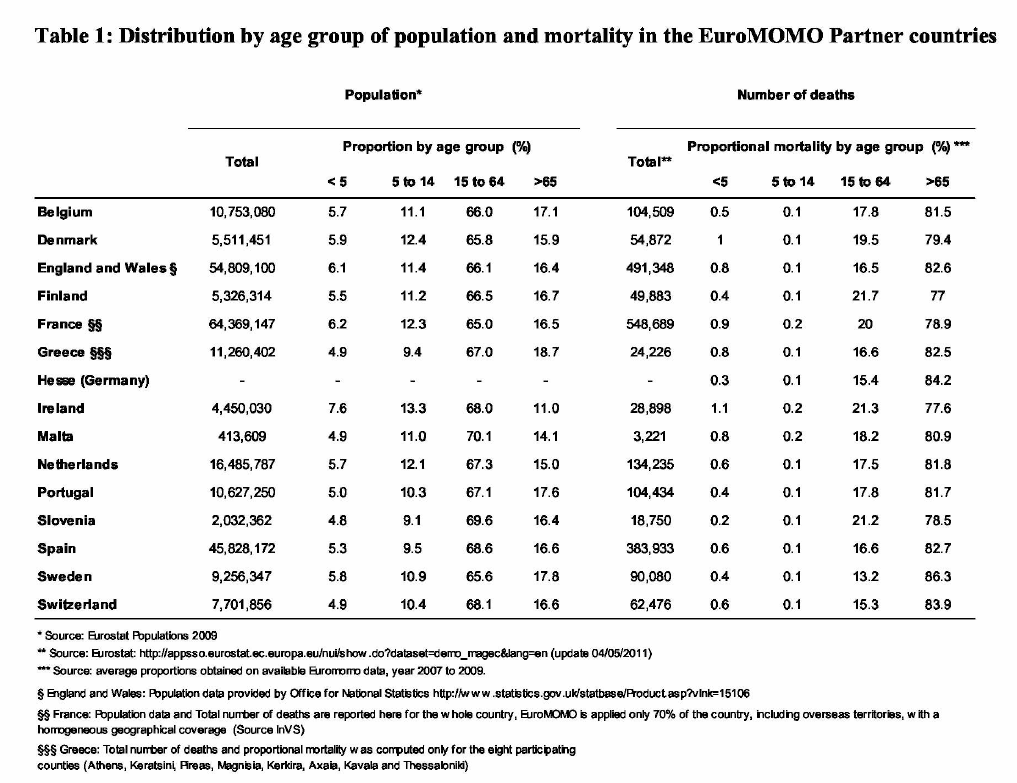 Table 1: Distribution by age group of population and mortality in the EuroMOMO Partner countries
Population* Number of deaths
Total Proportion by age group (%) Total** Proportional mortality by age group (%) ***
< 5 5 to 14 15 to 64 >65 <5 5 to 14 15 to 64 >65
Belgium 10,753,080 5.7 11.1 66.0 17.1 104,509 0.5 0.1 17.8 81.5
Denmark 5,511,451 5.9 12.4 65.8 15.9 54,872 1 0.1 19.5 79.4
England and Wales § 54,809,100 6.1 11.4 66.1 16.4 491,348 0.8 0.1 16.5 82.6
Finland 5,326,314 5.5 11.2 66.5 16.7 49,883 0.4 0.1 21.7 77
France §§ 64,369,147 6.2 12.3 65.0 16.5 548,689 0.9 0.2 20 78.9
Greece §§§ 11,260,402 4.9 9.4 67.0 18.7 24,226 0.8 0.1 16.6 82.5
Hesse (Germany) - - - - - - 0.3 0.1 15.4 84.2
Ireland 4,450,030 7.6 13.3 68.0 11.0 28,898 1.1 0.2 21.3 77.6
Malta 413,609 4.9 11.0 70.1 14.1 3,221 0.8 0.2 18.2 80.9
Netherlands 16,485,787 5.7 12.1 67.3 15.0 134,235 0.6 0.1 17.5 81.8
Portugal 10,627,250 5.0 10.3 67.1 17.6 104,434 0.4 0.1 17.8 81.7
Slovenia 2,032,362 4.8 9.1 69.6 16.4 18,750 0.2 0.1 21.2 78.5
Spain 45,828,172 5.3 9.5 68.6 16.6 383,933 0.6 0.1 16.6 82.7
Sweden 9,256,347 5.8 10.9 65.6 17.8 90,080 0.4 0.1 13.2 86.3
Switzerland 7,701,856 4.9 10.4 68.1 16.6 62,476 0.6 0.1 15.3 83.9
* Source: Eurostat Populations 2009
** Source: Eurostat: http://appsso.eurostat.ec.europa.eu/nui/show.do?dataset=demo_magec&lang=en (update 04/05/2011)
*** Source: average proportions obtained on available Euromomo data, year 2007 to 2009.
§ England and Wales: Population data provided by Office for National Statistics http://www.statistics.gov.uk/statbase/Product.asp?vlnk=15106
§§ France: Population data and Total number of deaths are reported here for the whole country, EuroMOMO is applied only 70% of the country, including overseas territories, with a
homogeneous geographical coverage (Source InVS)
§§§ Greece: Total number of deaths and proportional mortality was computed only for the eight participating
counties (Athens, Keratsini, Pireas, Magnisia, Kerkira, Axaia, Kavala and Thessaloniki)